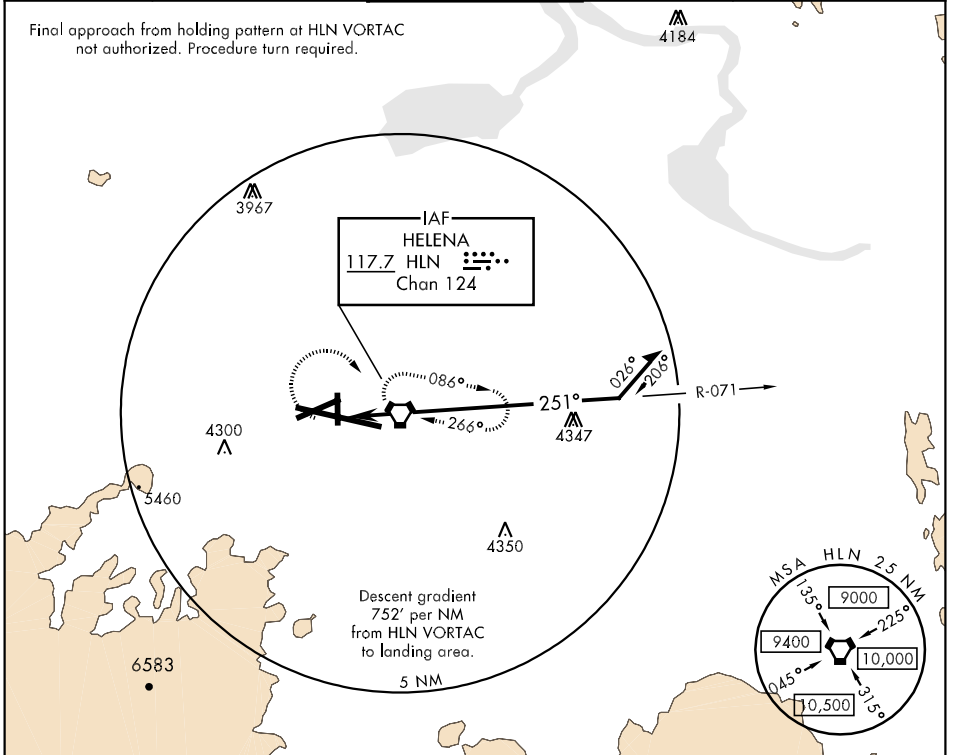 Final approach from holding pattern at HLN VORTAC
not authorized. Procedure turn required.
4184
3967
IAF
HELENA
117.7 HLN
Chan 124
086°
026°
206°
R-071
251°
266°
4347
4300
5460
4350
Descent gradient
752' per NM
from HLN VORTAC
to landing area.
5 NM
6583
MSA HLN 25 NM
135°
9000
225°
9400
10,000
045°
10,500
315°